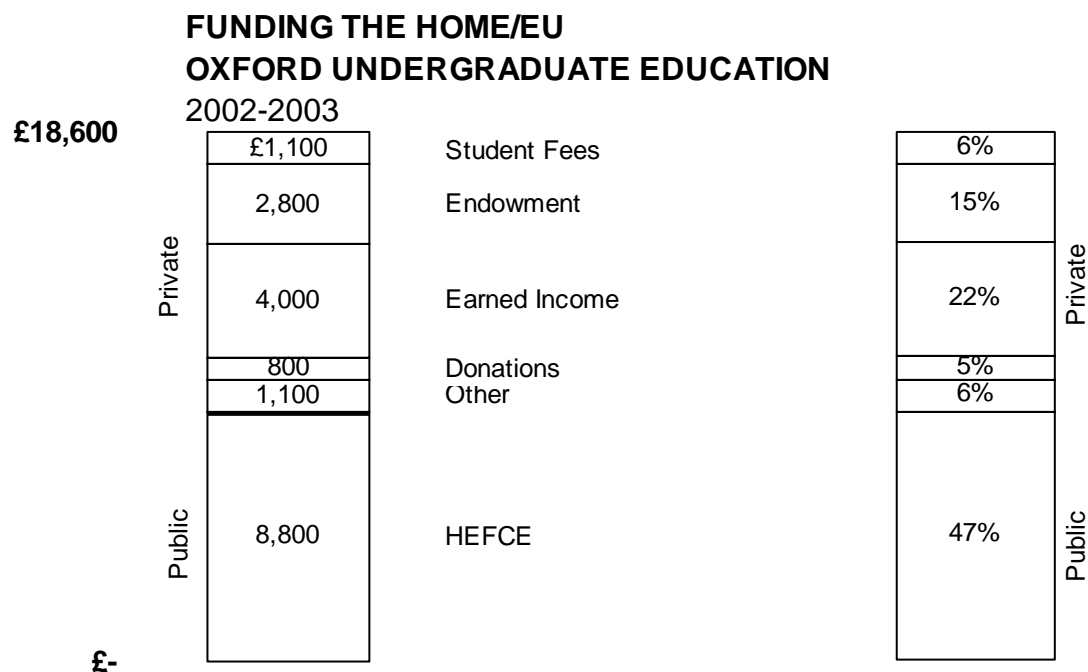 FUNDING THE HOME/EU
OXFORD UNDERGRADUATE EDUCATION
2002-2003
£18,600
£1,100 Student Fees 6%
2,800 Endowment 15%
Private
4,000 Earned Income 22%
Private
800 Donations 5%
1,100 Other 6%
Public
8,800 HEFCE 47%
Public
£-